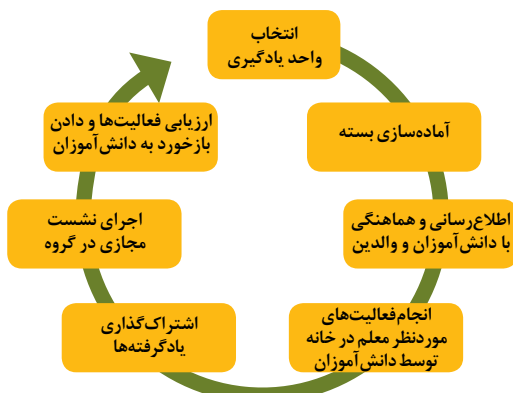 انتخاب
واحد یادگیری
آماده‌سازی بسته
اطلاع‌رسانی و هماهنگی
با دانش‌آموزان و والدین
انجام‌فعالیت‌های
موردنظر معلم در خانه
توسط دانش‌آموزان
اشتراک‌گذاری
یادگرفته‌ها
اجرای نشست
مجازی در گروه
ارزیابی فعالیت‌ها و دادن
بازخورد به دانش‌آموزان